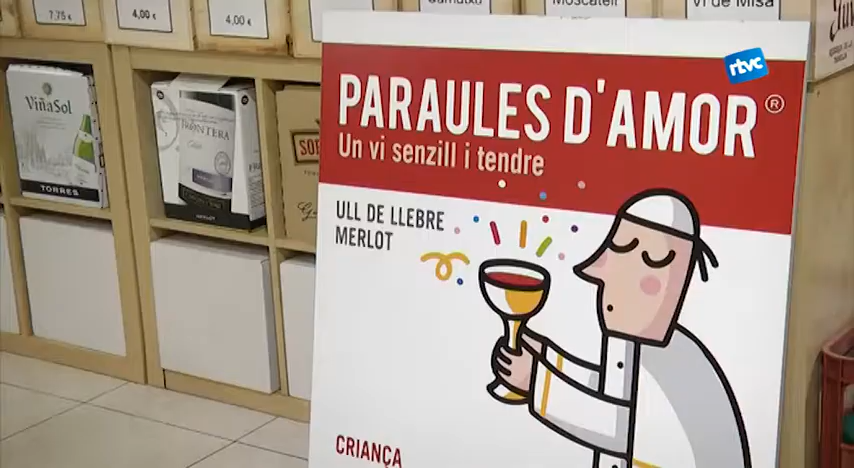 7,75 €
4,00 €
4,00 €
Moscatell
Vi de Misa
rtvc
PARAULES D'AMOR®
Un vi senzill i tendre
ULL DE LLEBRE
MERLOT
CRIANÇA
ViñaSol
TORRES
FRONTERA
MERLOT